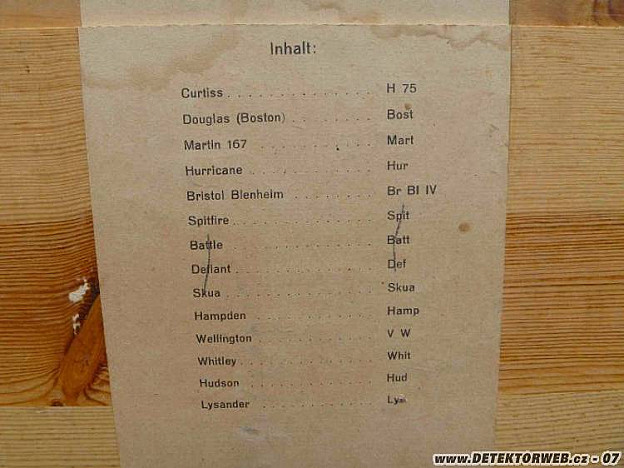 Inhalt:
Curtiss . . . . . . . . . . . . . . H 75
Douglas (Boston) . . . . . . . . Bost
Martin 167 . . . . . . . . . . . . Mart
Hurricane . . . . . . . . . . . . Hur
Bristol Blenheim . . . . . . . . Br Bl IV
Spitfire . . . . . . . . . . . . . . Spit
Battle . . . . . . . . . . . . . . Batt
Defiant . . . . . . . . . . . . . Def
Skua . . . . . . . . . . . . . . . Skua
Hampden . . . . . . . . . . . . Hamp
Wellington . . . . . . . . . . . V W
Whitley . . . . . . . . . . . . . Whit
Hudson . . . . . . . . . . . . . Hud
Lysander . . . . . . . . . . . . Lys
www.DETEKTORWEB.cz - 07